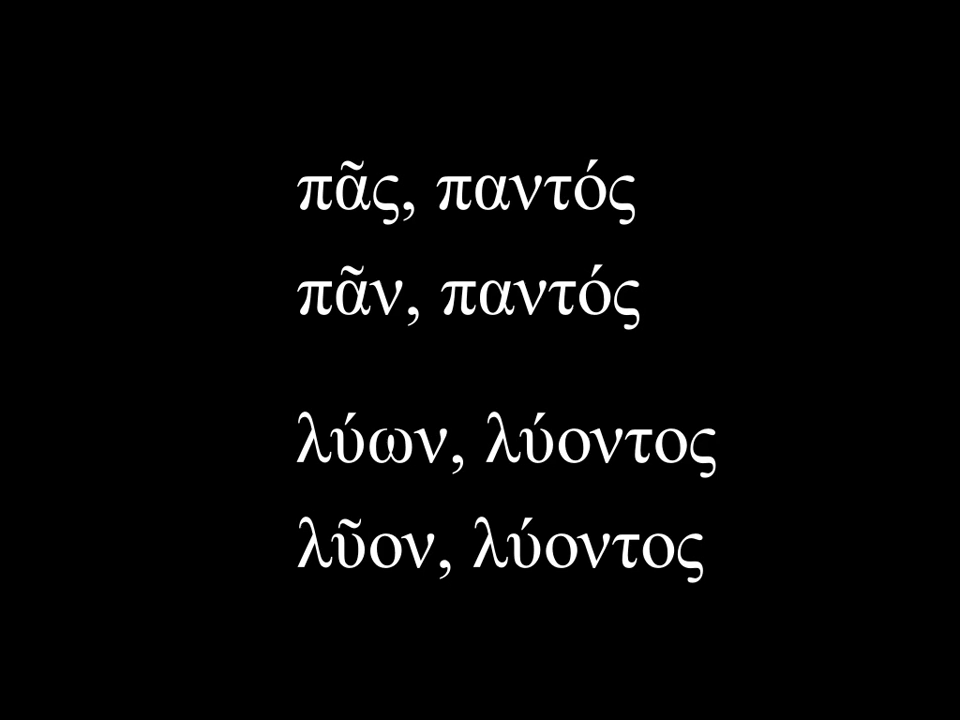 πᾶς, παντός
πᾶν, παντός
λύων, λύοντος
λῦον, λύοντος